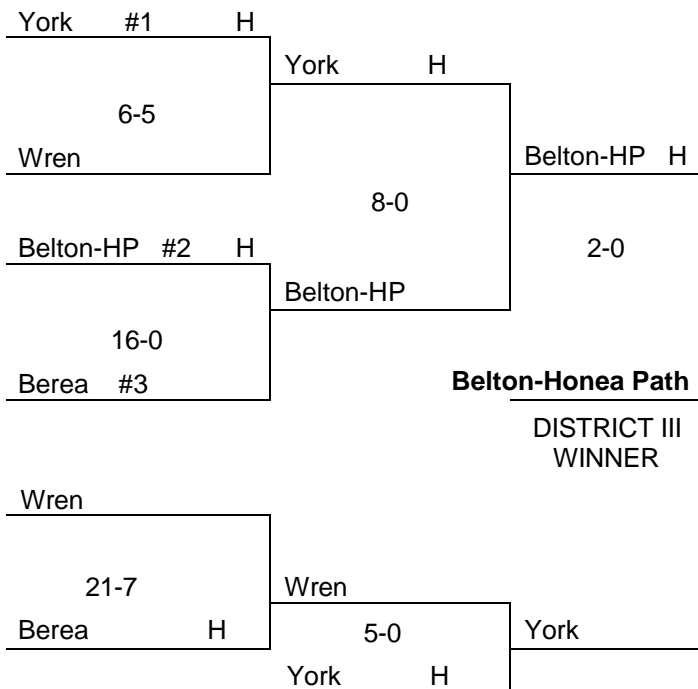 York #1 H
York H
6-5
Wren
Belton-HP H
8-0
Belton-HP #2 H
2-0
Belton-HP
16-0
Berea #3
Belton-Honea Path
DISTRICT III
WINNER
Wren
21-7
Wren
Berea H
5-0
York
York H